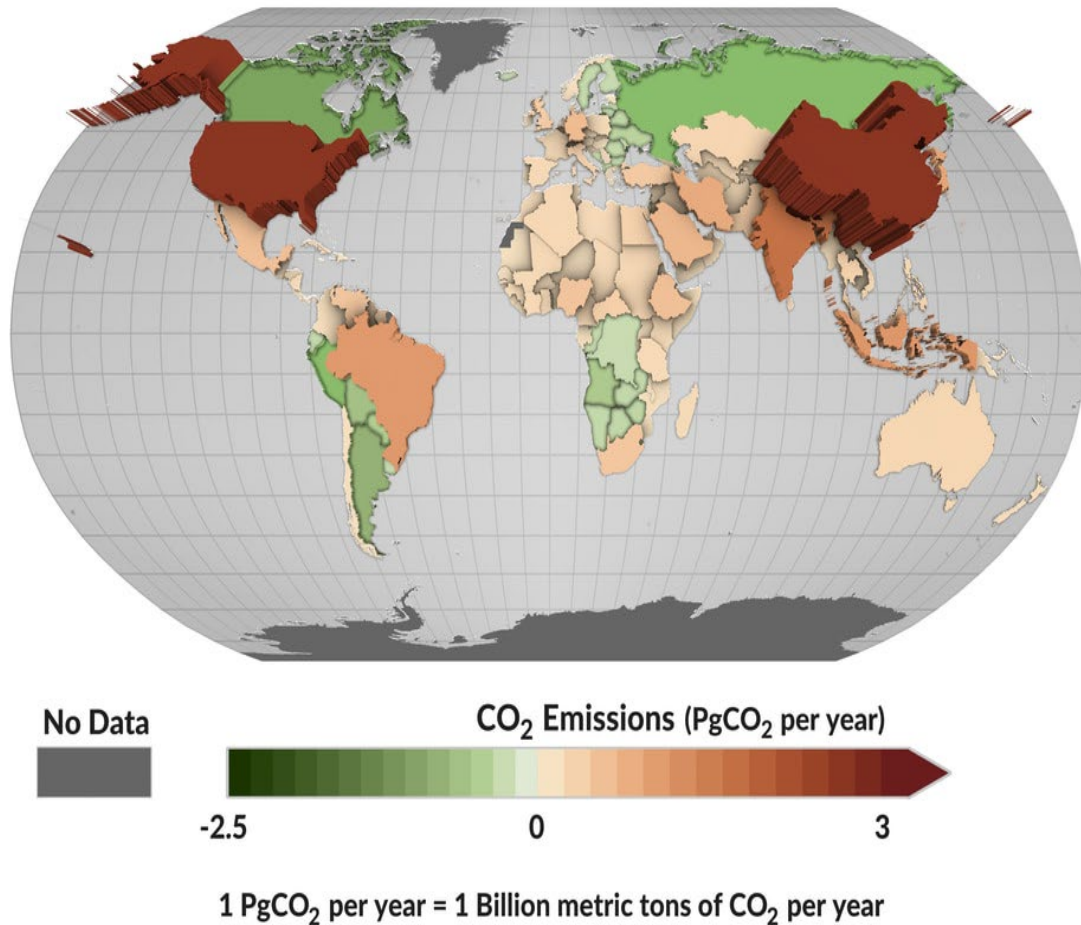 No Data
CO₂ Emissions (PgCO₂ per year)
-2.5 0 3
1 PgCO₂ per year = 1 Billion metric tons of CO₂ per year